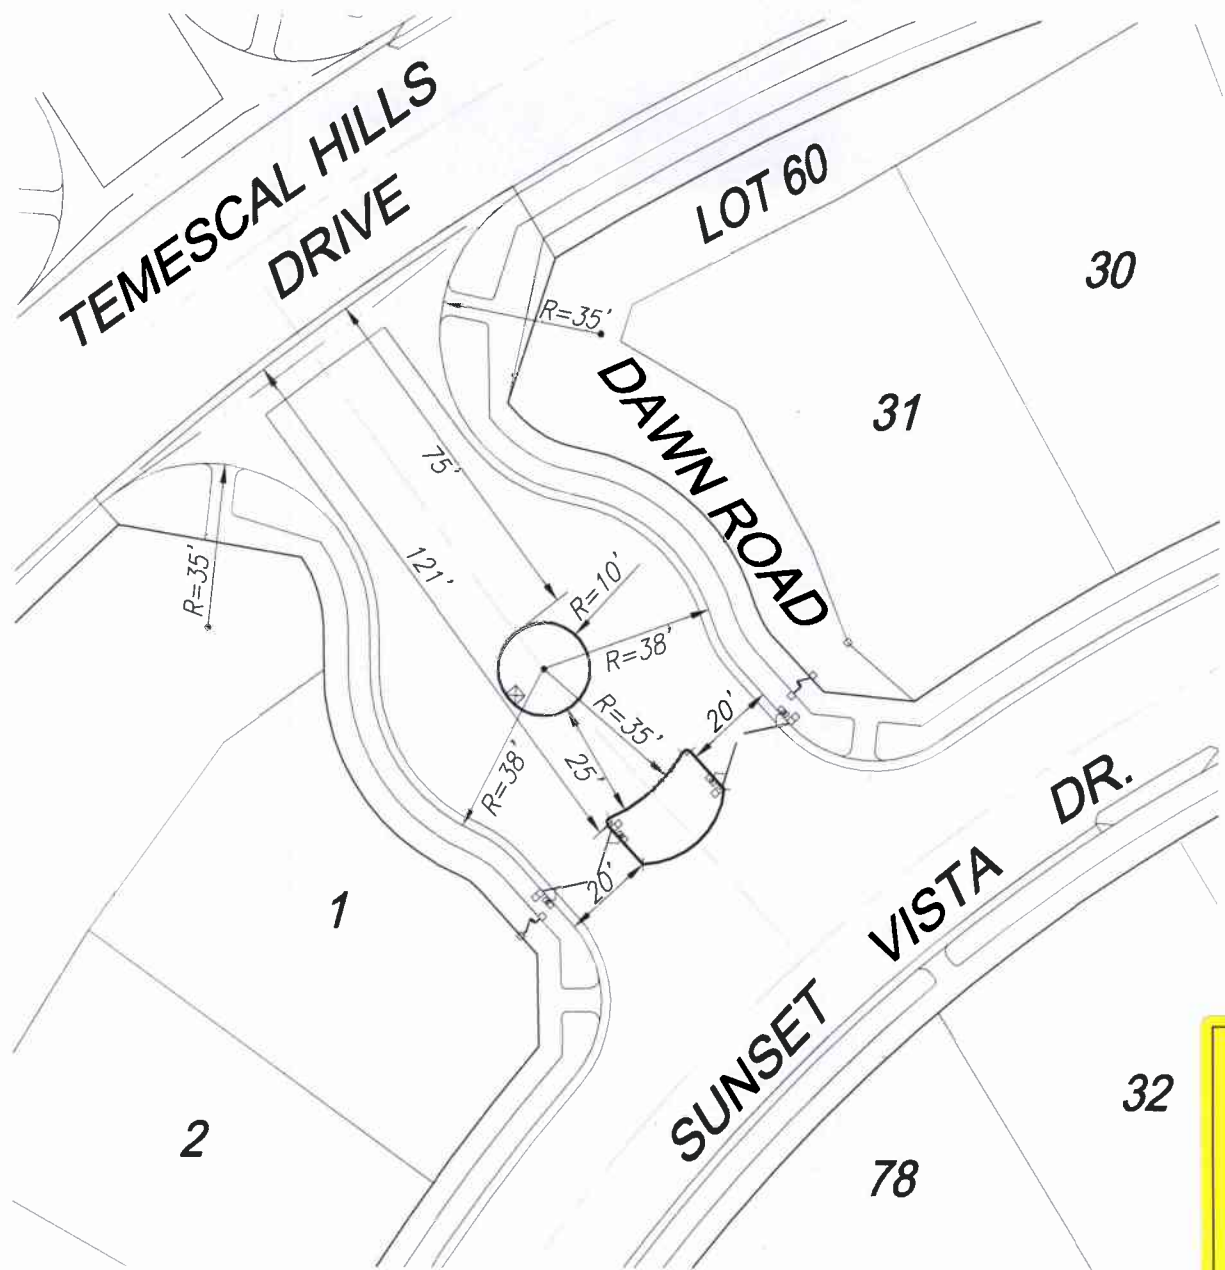 TEMESCAL HILLS
DRIVE
LOT 60
30
R=35'
DAWN ROAD
31
75'
121'
R=35'
R=10'
R=38'
R=35'
20'
25'
R=38'
20'
SUNSET VISTA DR.
1
2
32
78